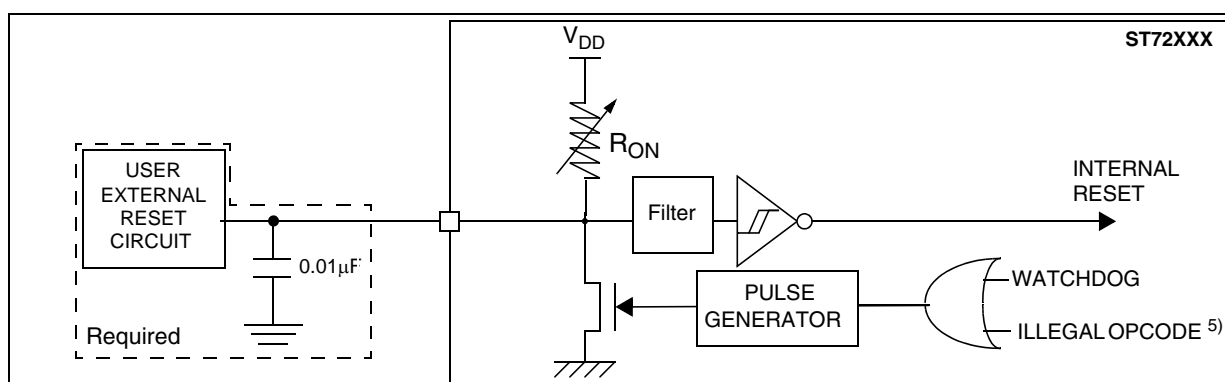 ST72XXX
VDD
RON
USER
EXTERNAL
RESET
CIRCUIT
0.01µF
Required
Filter
INTERNAL
RESET
PULSE
GENERATOR
WATCHDOG
ILLEGAL OPCODE 5)